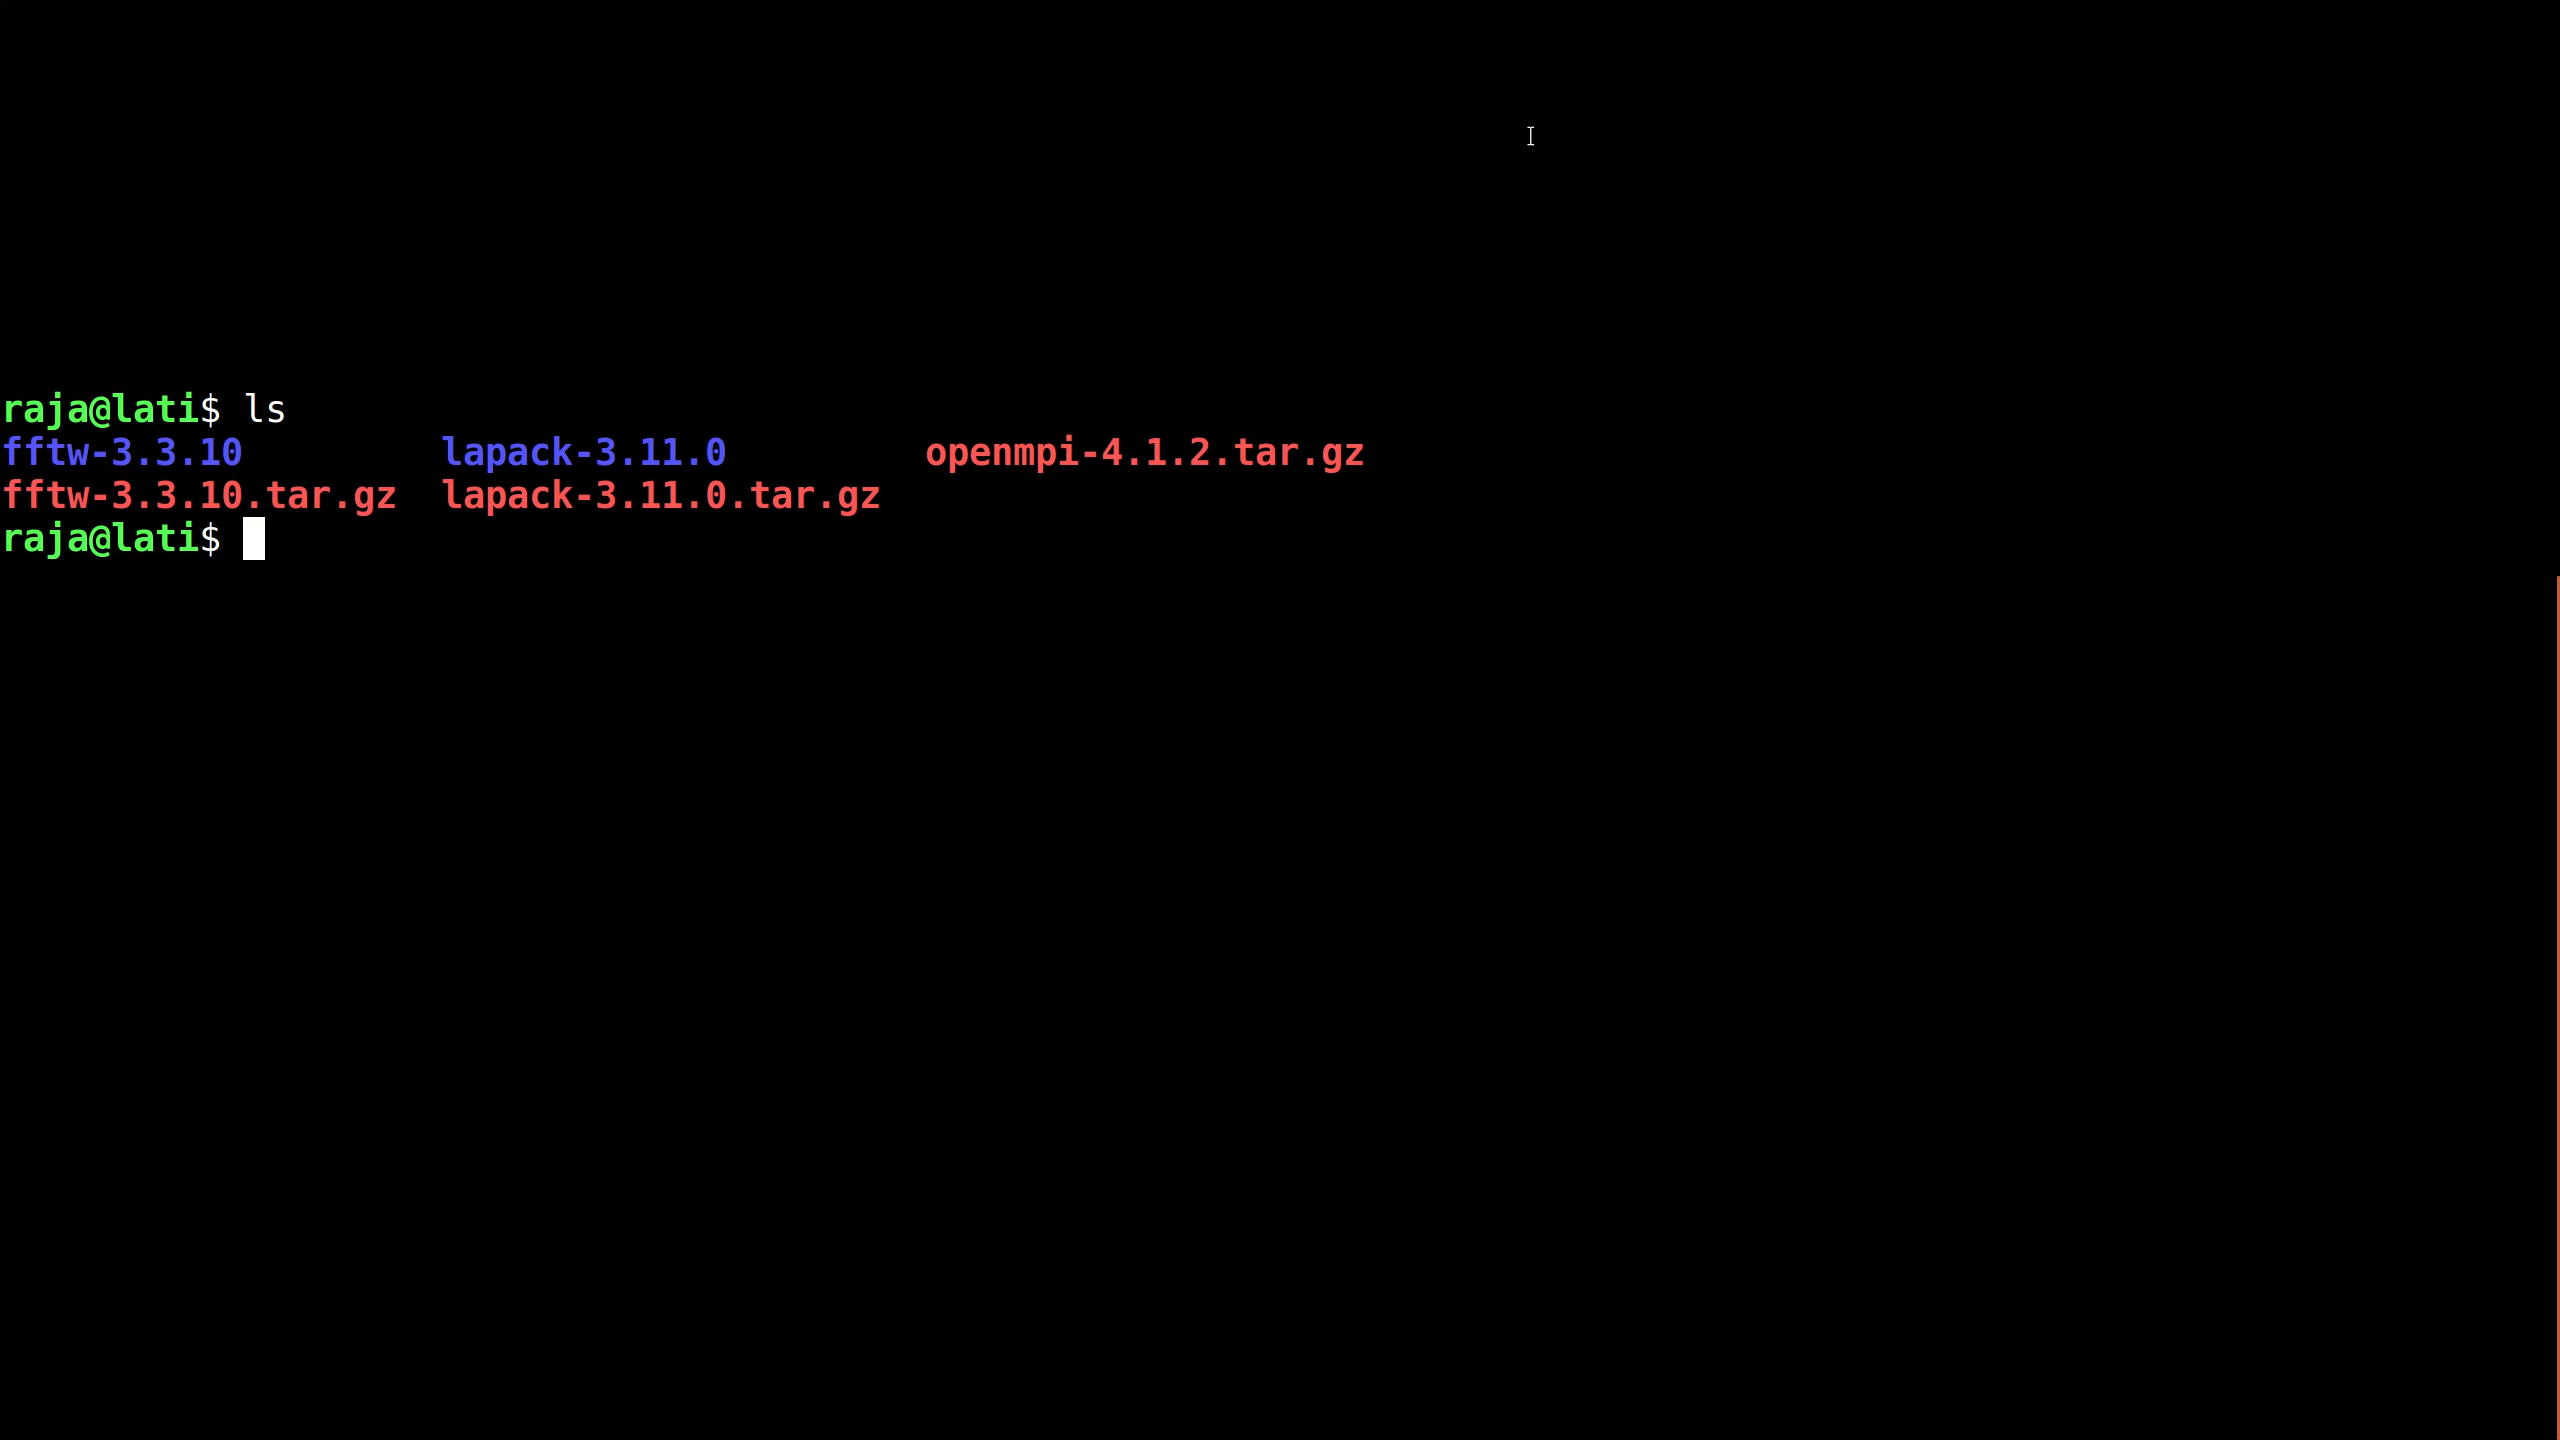 raja@lati$ ls
fftw-3.3.10         lapack-3.11.0         openmpi-4.1.2.tar.gz
fftw-3.3.10.tar.gz  lapack-3.11.0.tar.gz
raja@lati$